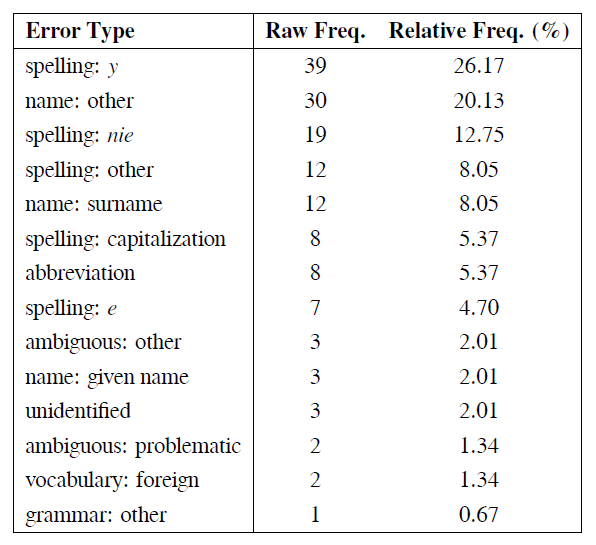 Error Type Raw Freq. Relative Freq. (%)
spelling: y 39 26.17
name: other 30 20.13
spelling: nie 19 12.75
spelling: other 12 8.05
name: surname 12 8.05
spelling: capitalization 8 5.37
abbreviation 8 5.37
spelling: e 7 4.70
ambiguous: other 3 2.01
name: given name 3 2.01
unidentified 3 2.01
ambiguous: problematic 2 1.34
vocabulary: foreign 2 1.34
grammar: other 1 0.67